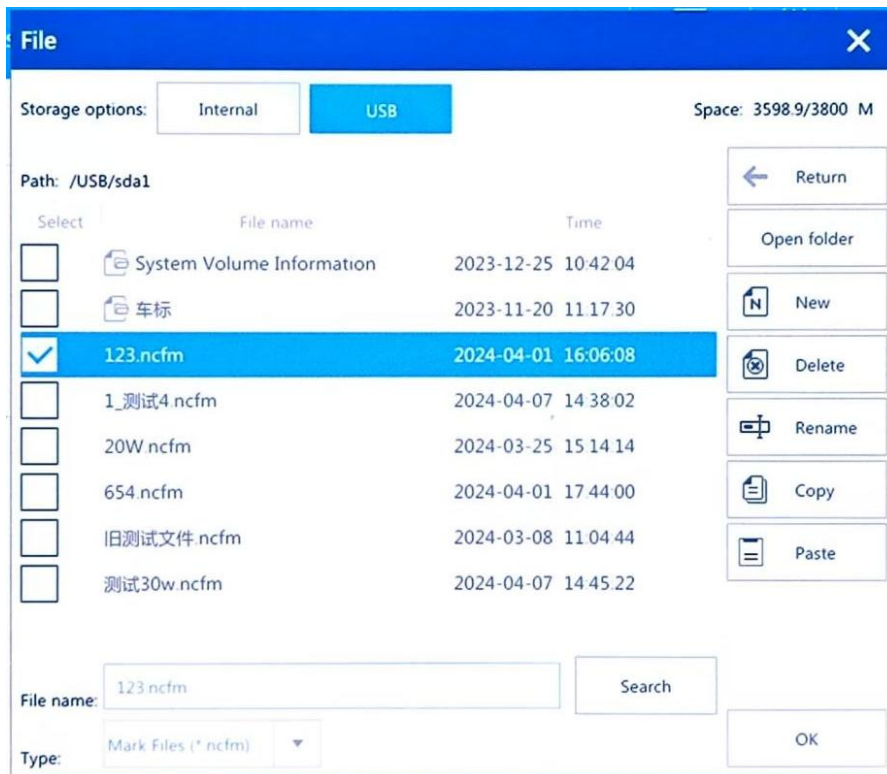 File
Storage options: Internal USB Space: 3598.9/3800 M
Path: /USB/sda1
Return
Select File name Time
Open folder
System Volume Information 2023-12-25 10:42:04
车标 2023-11-20 11:17:30
New
123.ncfm 2024-04-01 16:06:08
Delete
1_测试4.ncfm 2024-04-07 14:38:02
Rename
20W.ncfm 2024-03-25 15:14:14
654.ncfm 2024-04-01 17:44:00
Copy
旧测试文件.ncfm 2024-03-08 11:04:44
Paste
测试30w.ncfm 2024-04-07 14:45:22
File name: 123.ncfm Search
Type: Mark Files (*.ncfm) OK